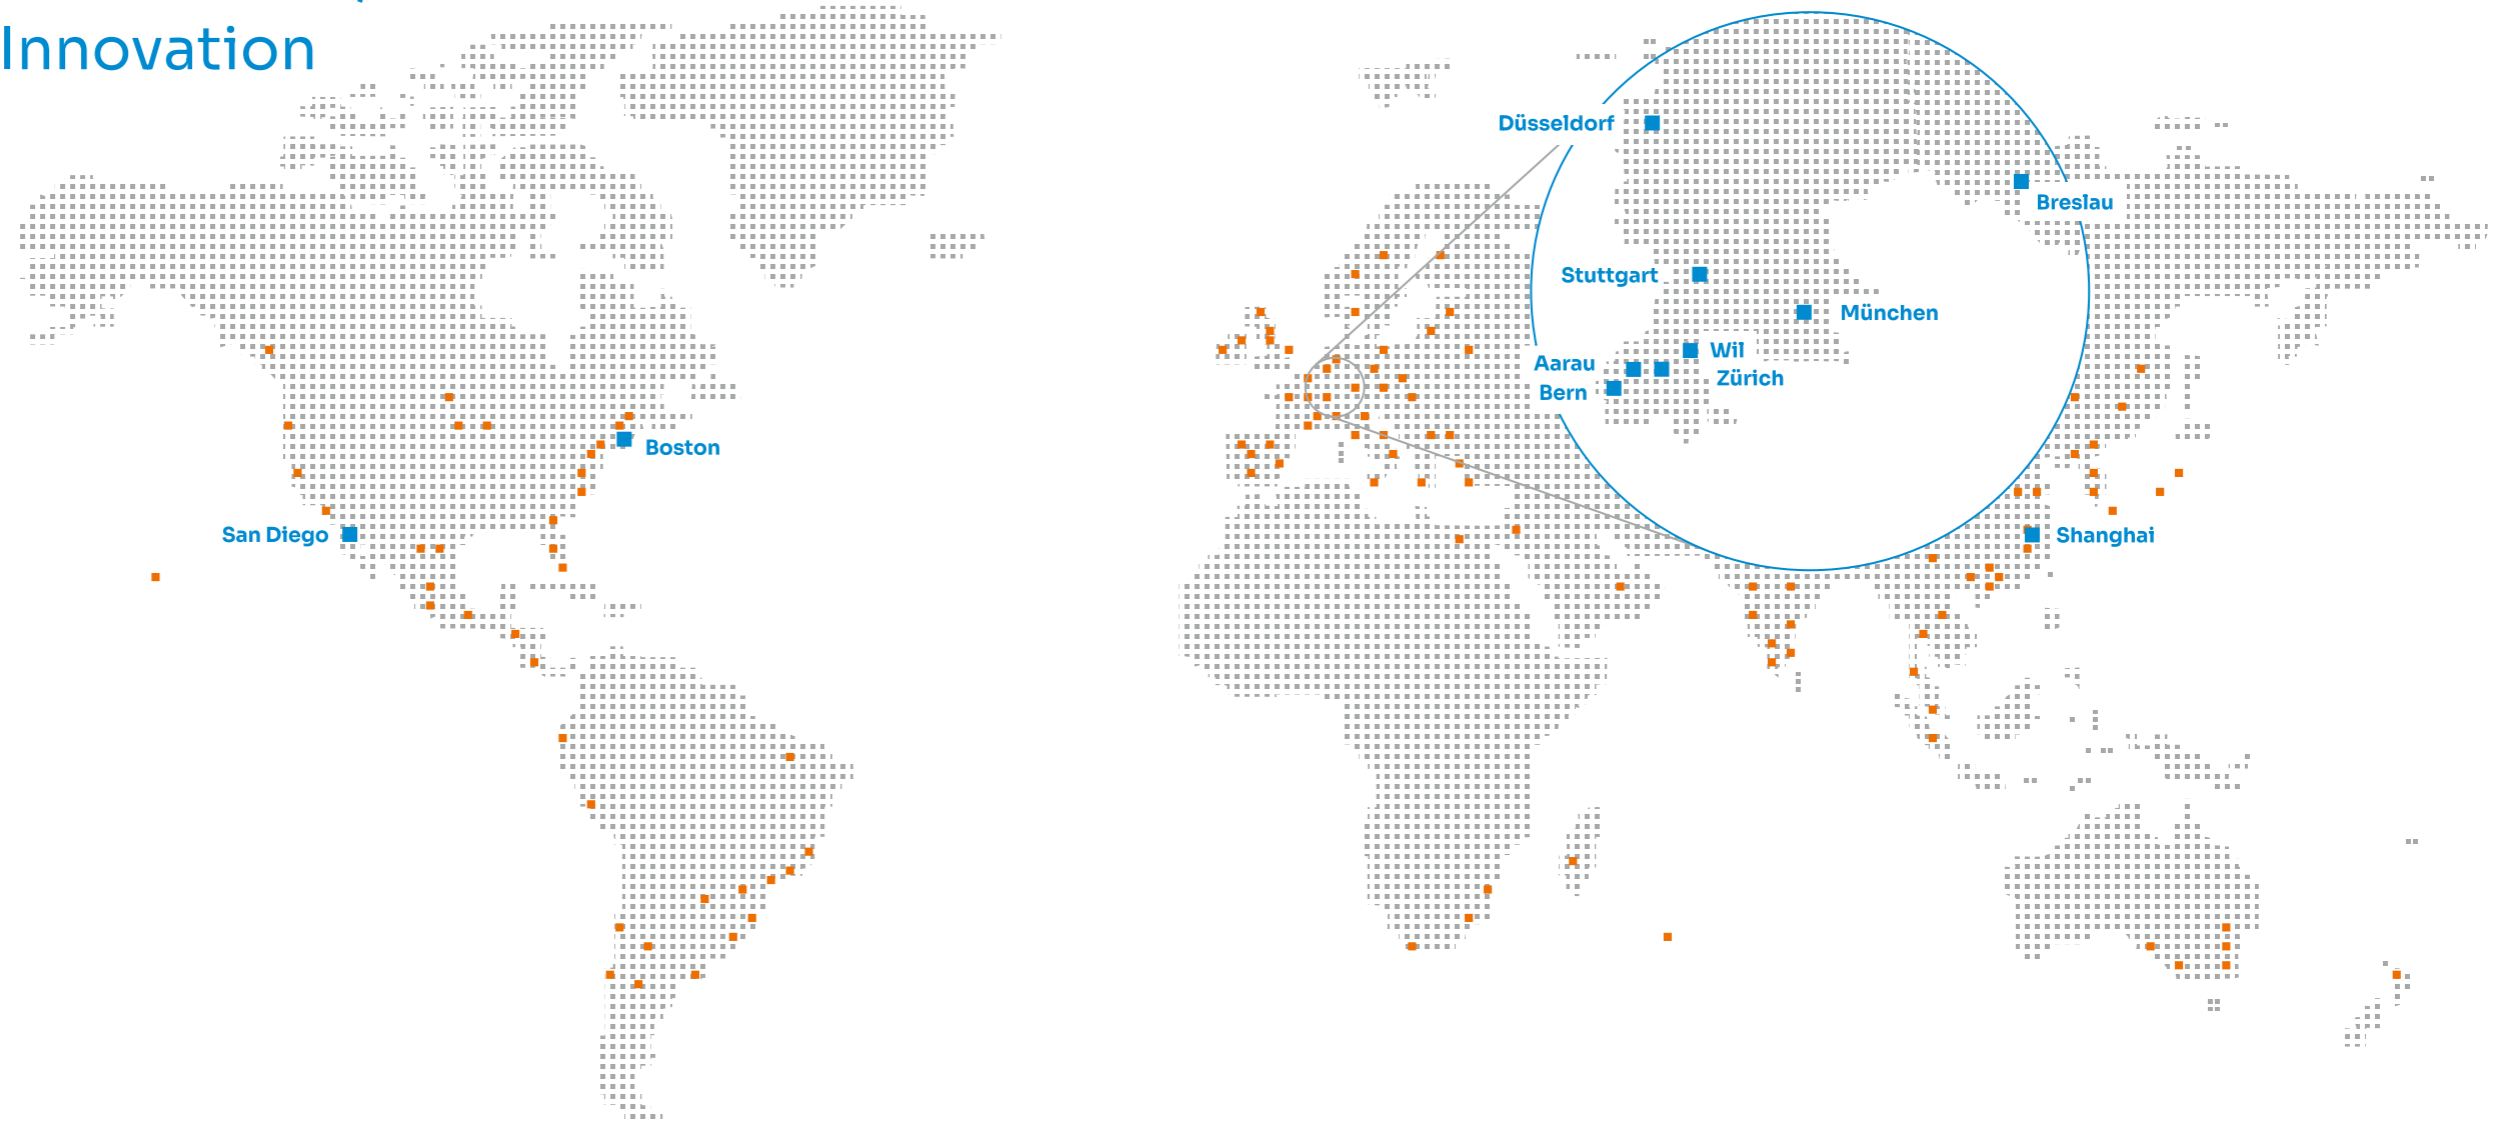 Innovation
Düsseldorf
Breslau
Stuttgart
München
Wil
Aarau
Zürich
Bern
Boston
San Diego
Shanghai